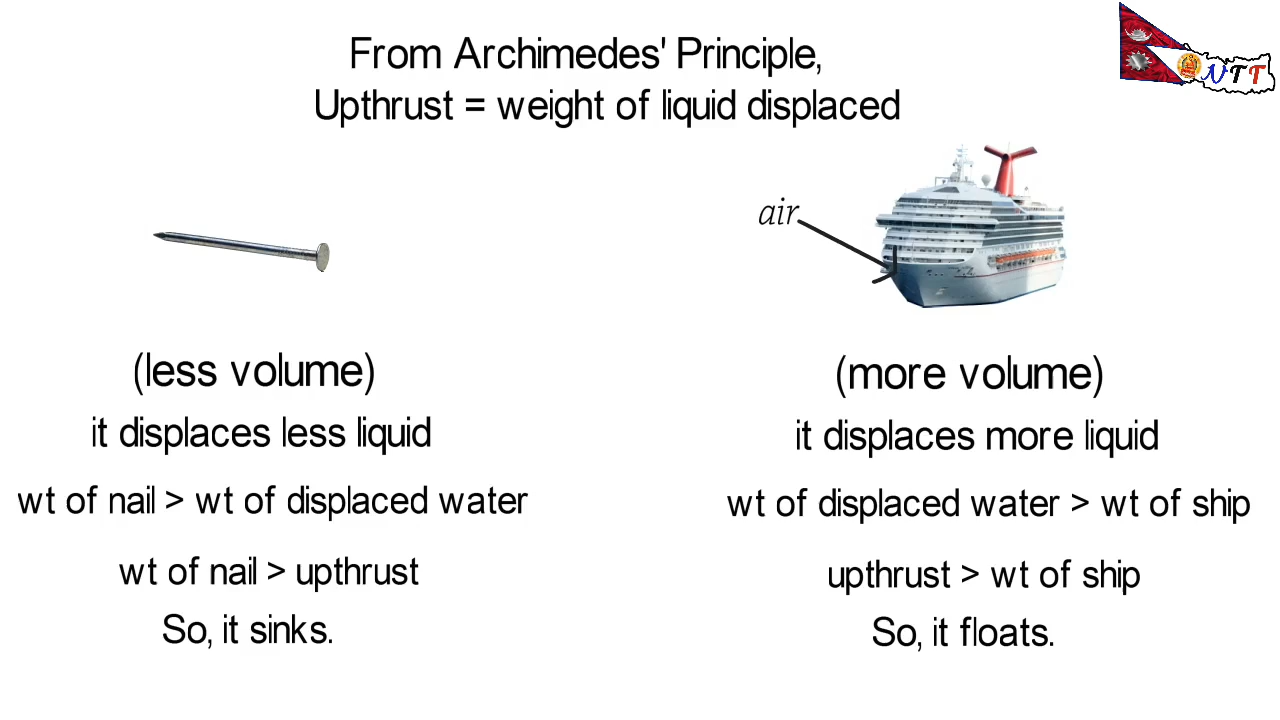 From Archimedes' Principle,
Upthrust = weight of liquid displaced
NTT
air
(less volume)
it displaces less liquid
wt of nail > wt of displaced water
wt of nail > upthrust
So, it sinks.
(more volume)
it displaces more liquid
wt of displaced water > wt of ship
upthrust > wt of ship
So, it floats.